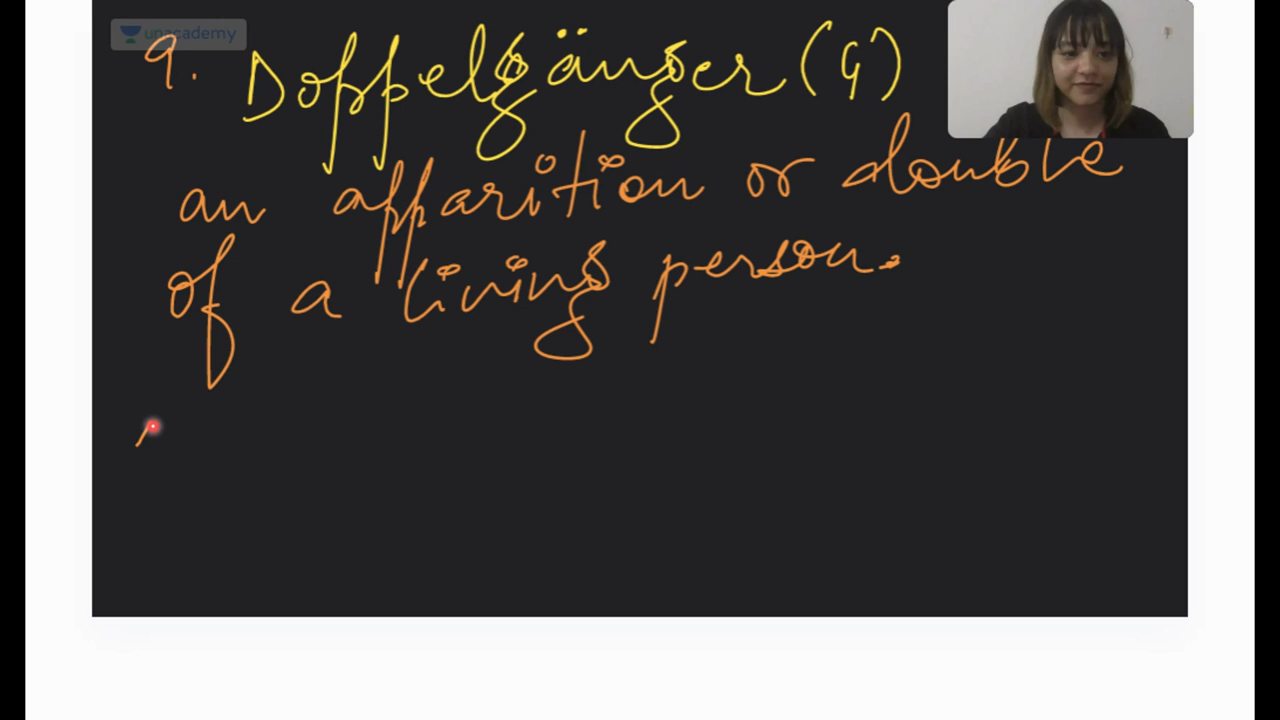 unacademy
9. Doppelgänger (G)
an apparition or double
of a living person.